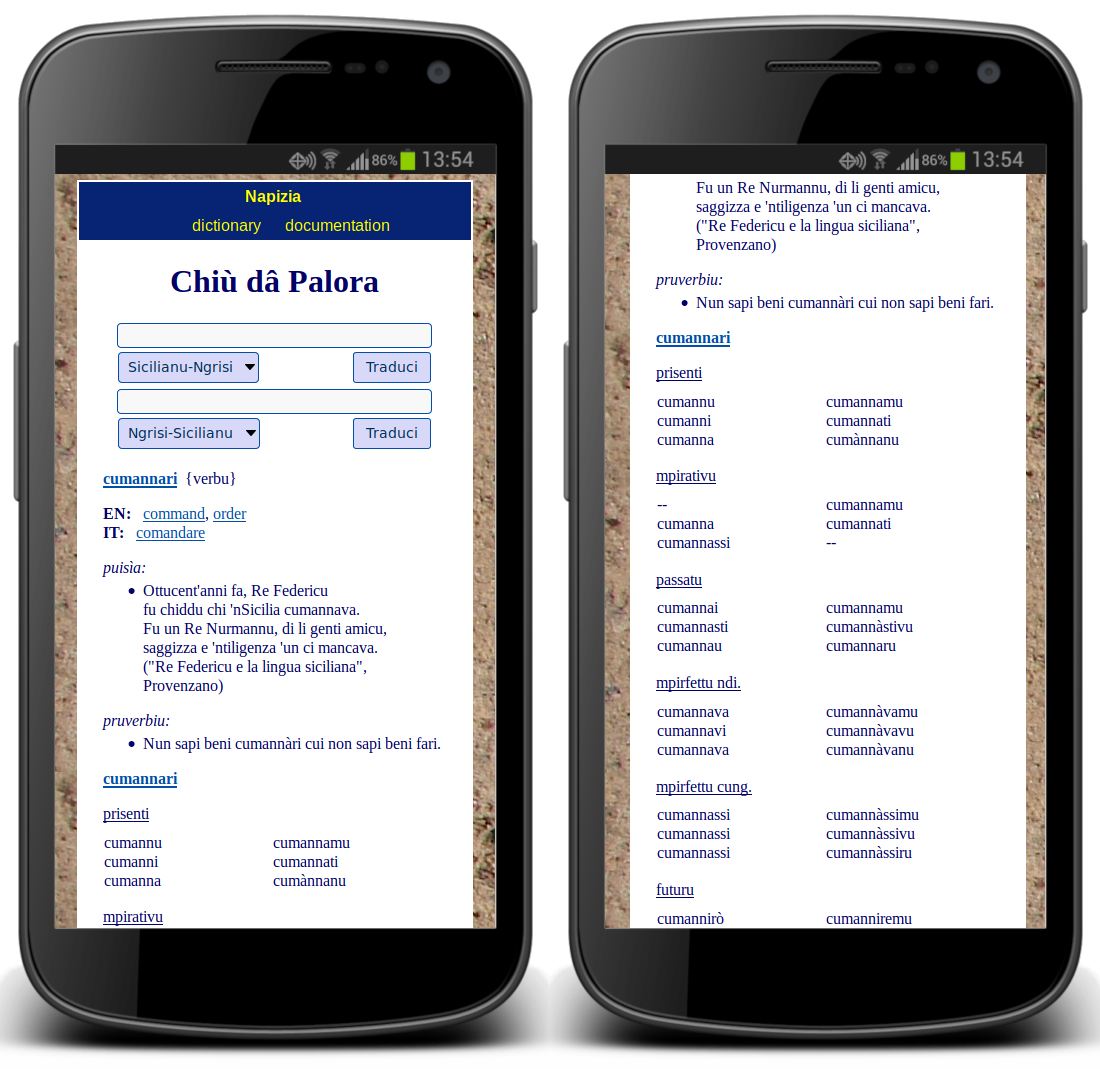 86% 13:54
Napizia
dictionary documentation
Chiù dâ Palora
Sicilianu-Ngrisi Traduci
Ngrisi-Sicilianu Traduci
cumannari {verbu}
EN: command, order
IT: comandare
puisìa:
• Ottucent'anni fa, Re Federicu
fu chiddu chi 'nSicilia cumannava.
Fu un Re Nurmannu, di li genti amicu,
saggizza e 'ntiligenza 'un ci mancava.
("Re Federicu e la lingua siciliana",
Provenzano)
pruverbiu:
• Nun sapi beni cumannàri cui non sapi beni fari.
cumannari
prisenti
cumannu cumannamu
cumanni cumannati
cumanna cumànnanu
mpirativu
86% 13:54
Fu un Re Nurmannu, di li genti amicu,
saggizza e 'ntiligenza 'un ci mancava.
("Re Federicu e la lingua siciliana",
Provenzano)
pruverbiu:
• Nun sapi beni cumannàri cui non sapi beni fari.
cumannari
prisenti
cumannu cumannamu
cumanni cumannati
cumanna cumànnanu
mpirativu
-- cumannamu
cumanna cumannati
cumannassi --
passatu
cumannai cumannamu
cumannasti cumannàstivu
cumannau cumannaru
mpirfettu ndi.
cumannava cumannàvamu
cumannavi cumannàvavu
cumannava cumannàvanu
mpirfettu cung.
cumannassi cumannàssimu
cumannassi cumannàssivu
cumannassi cumannàssiru
futuru
cumannirò cumanniremu